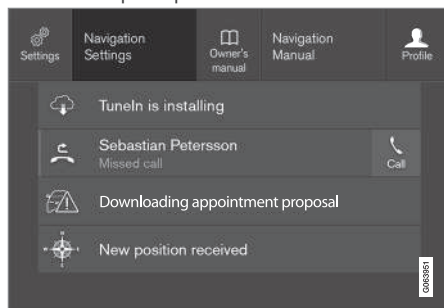 Settings
Navigation
Settings
Owner's
manual
Navigation
Manual
Profile
TuneIn is installing
Sebastian Petersson
Missed call
Call
Downloading appointment proposal
New position received
G063951